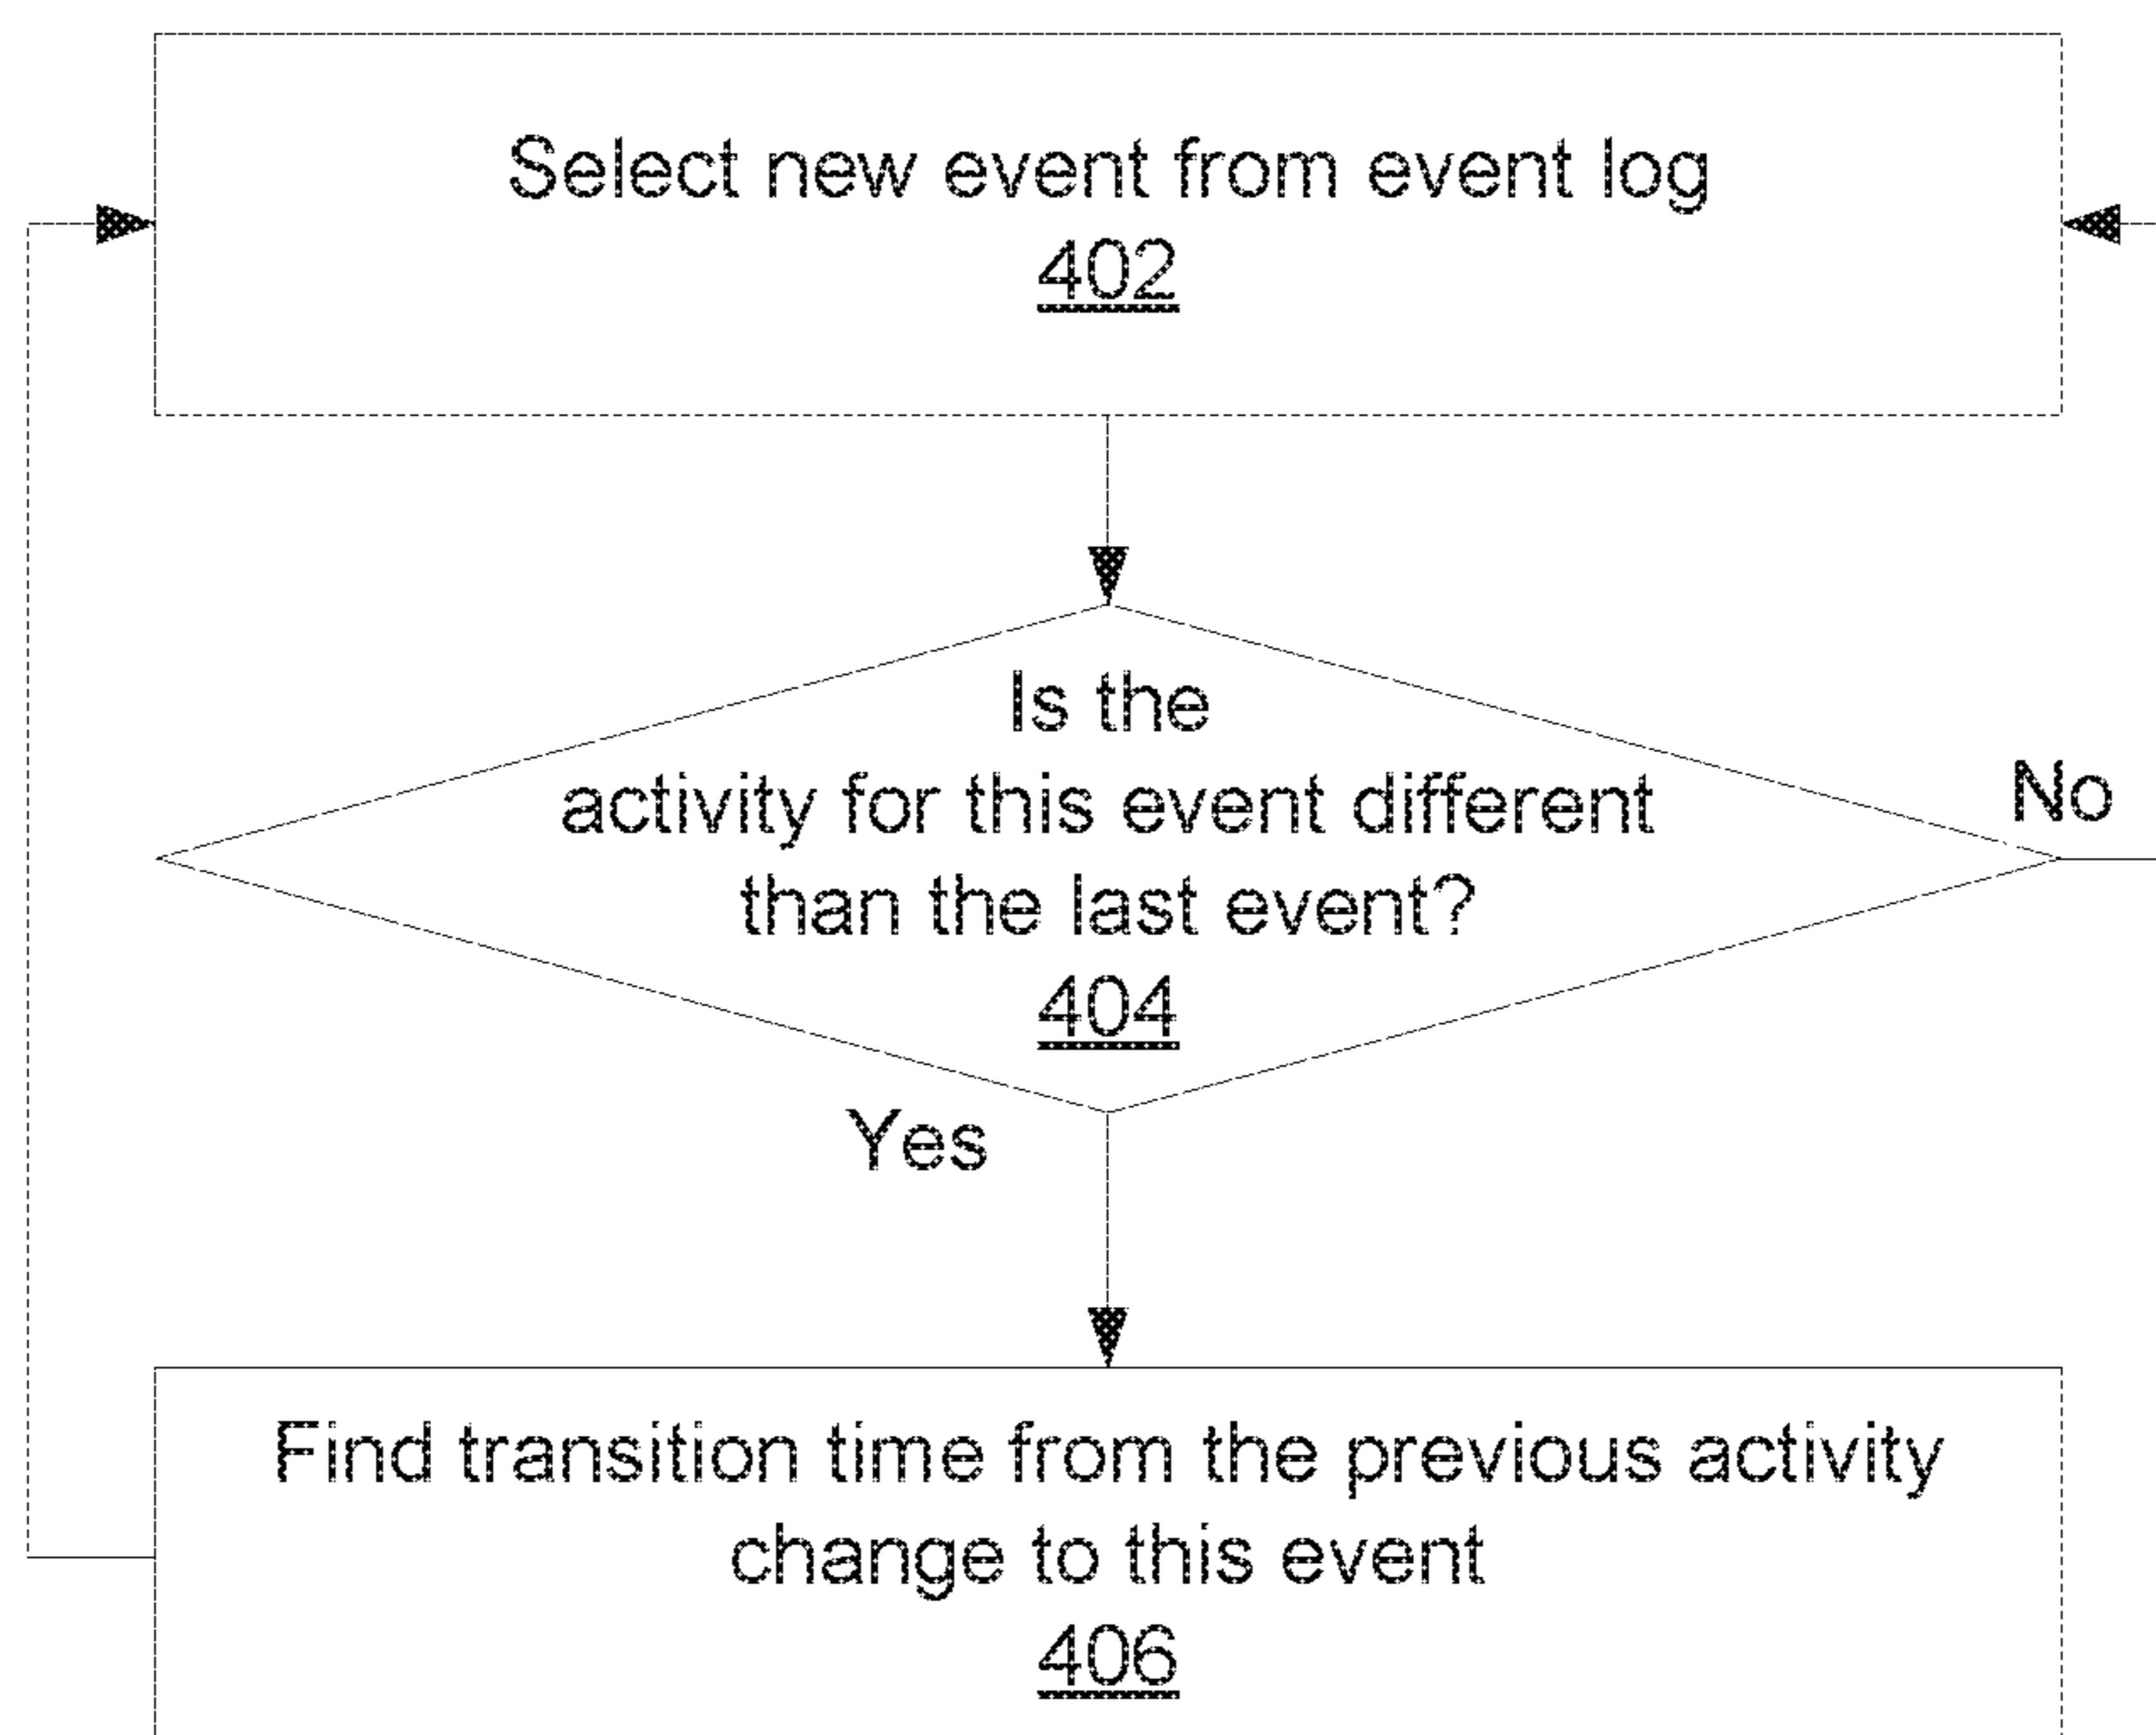 Select new event from event log
402
Is the
activity for this event different
than the last event?
404
No
Yes
Find transition time from the previous activity
change to this event
406